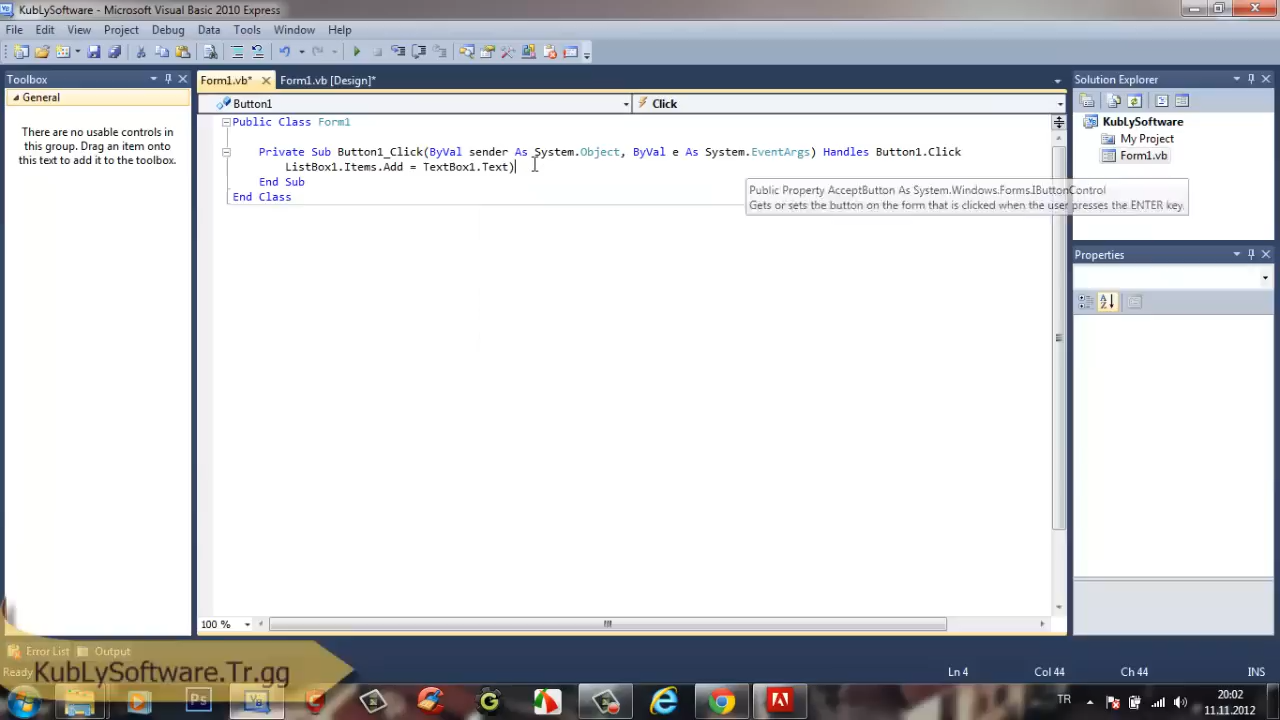 KubLySoftware - Microsoft Visual Basic 2010 Express
File Edit View Project Debug Data Tools Window Help
Toolbox
General
There are no usable controls in
this group. Drag an item onto
this text to add it to the toolbox.
Form1.vb*
Form1.vb [Design]*
Button1
Click
Public Class Form1
Private Sub Button1_Click(ByVal sender As System.Object, ByVal e As System.EventArgs) Handles Button1.Click
ListBox1.Items.Add = TextBox1.Text)
End Sub
End Class
Public Property AcceptButton As System.Windows.Forms.IButtonControl
Gets or sets the button on the form that is clicked when the user presses the ENTER key.
Solution Explorer
KubLySoftware
My Project
Form1.vb
Properties
100 %
Error List Output
Ready
KubLySoftware.Tr.gg
Ln 4 Col 44 Ch 44 INS
Ps
TR
20:02
11.11.2012